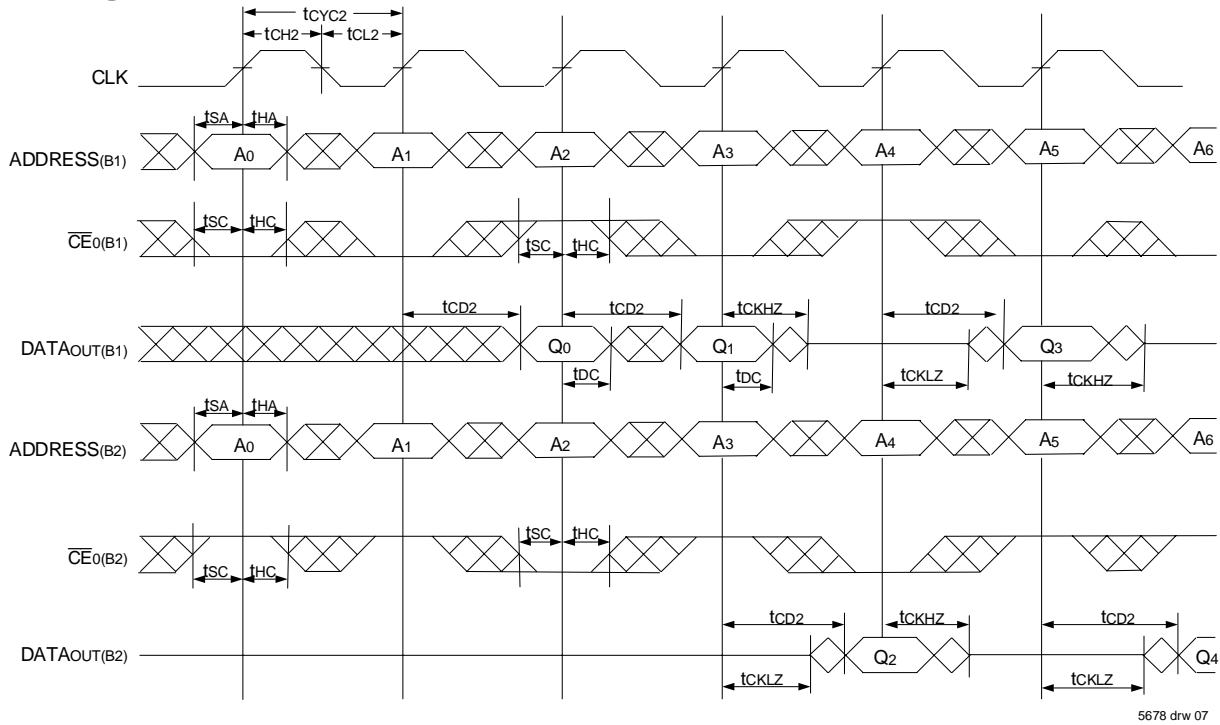 tCYC2
tCH2 tCL2
CLK
tSA tHA
ADDRESS(B1) A0 A1 A2 A3 A4 A5 A6
tSC tHC
CE0(B1)
tSC tHC
tCD2 tCD2 tCKHZ tCD2
DATAOUT(B1) Q0 Q1 Q3
tDC tDC tCKLZ tCKHZ
tSA tHA
ADDRESS(B2) A0 A1 A2 A3 A4 A5 A6
tSC tHC
CE0(B2)
tSC tHC
tCD2 tCKHZ tCD2
DATAOUT(B2) Q2 Q4
tCKLZ tCKLZ
5678 drw 07